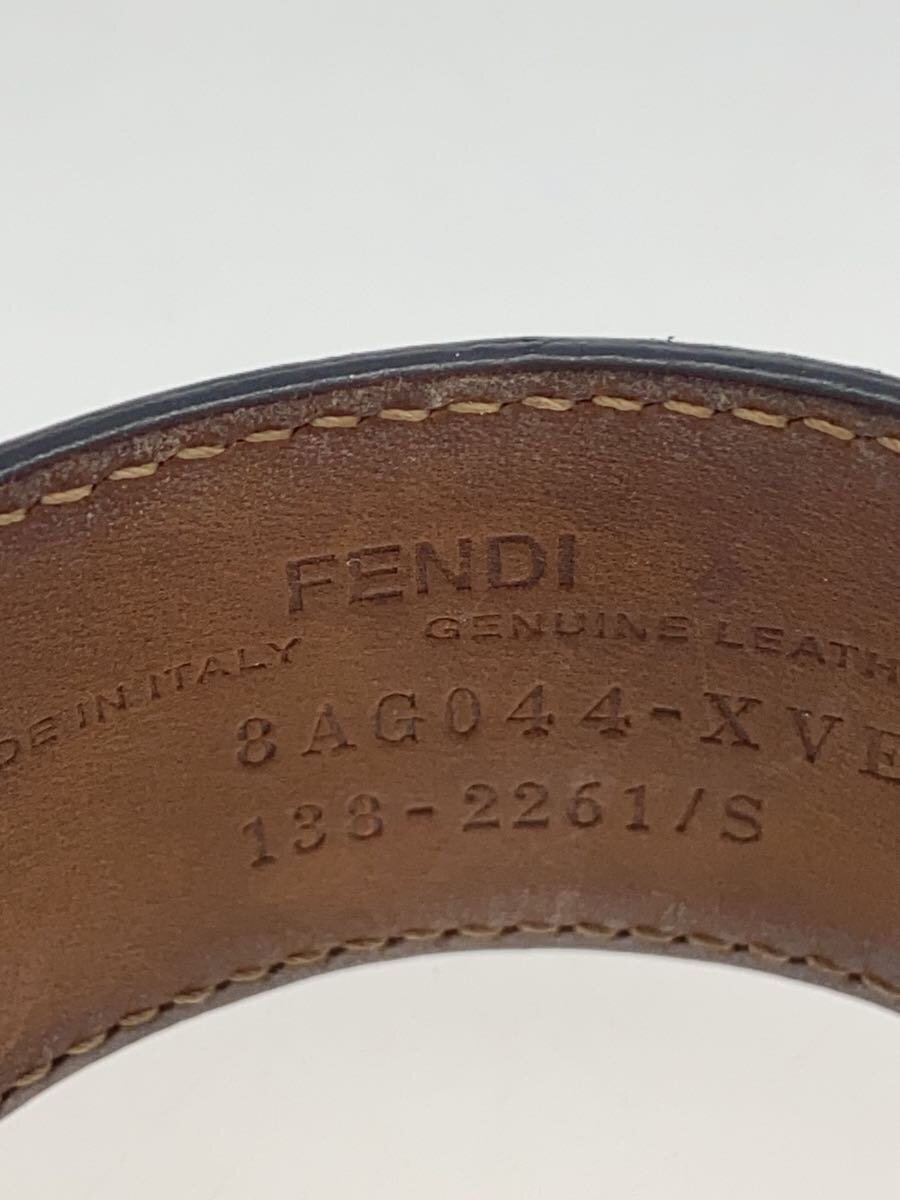 FENDI
DE IN ITALY GENUINE LEATH
8AG044-XVE
138-2261/S